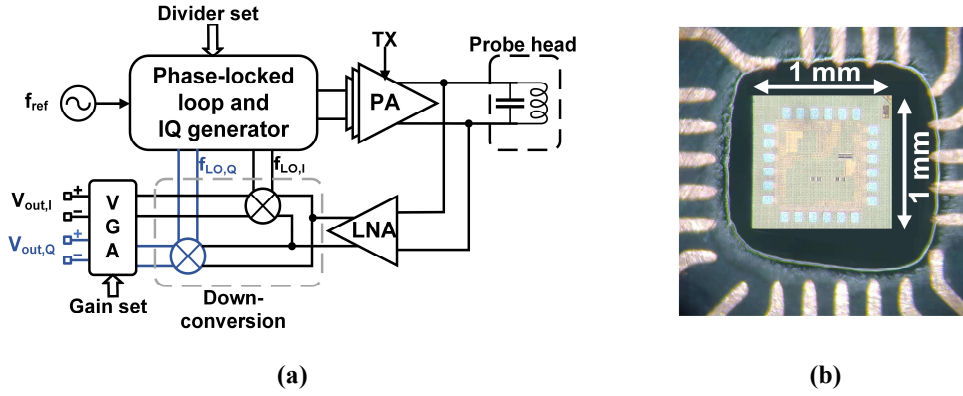 Divider set
TX
Probe head
f_ref
Phase-locked
loop and
IQ generator
PA
f_LO,Q
f_LO,I
V_out,I
+
−
V_out,Q
+
−
V
G
A
LNA
Gain set
Down-
conversion
(a)
1 mm
1 mm
(b)